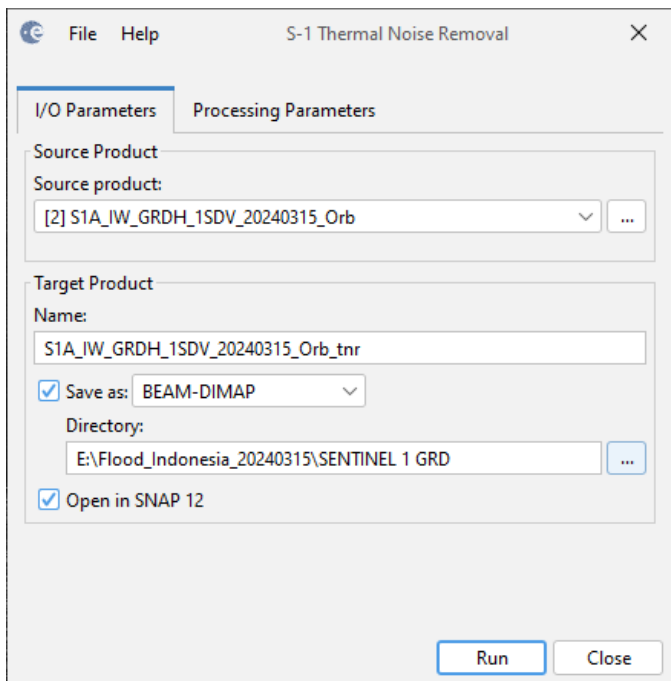 File Help S-1 Thermal Noise Removal
I/O Parameters Processing Parameters
Source Product
Source product:
[2] S1A_IW_GRDH_1SDV_20240315_Orb ...
Target Product
Name:
S1A_IW_GRDH_1SDV_20240315_Orb_tnr
Save as: BEAM-DIMAP
Directory:
E:\Flood_Indonesia_20240315\SENTINEL 1 GRD ...
Open in SNAP 12
Run Close